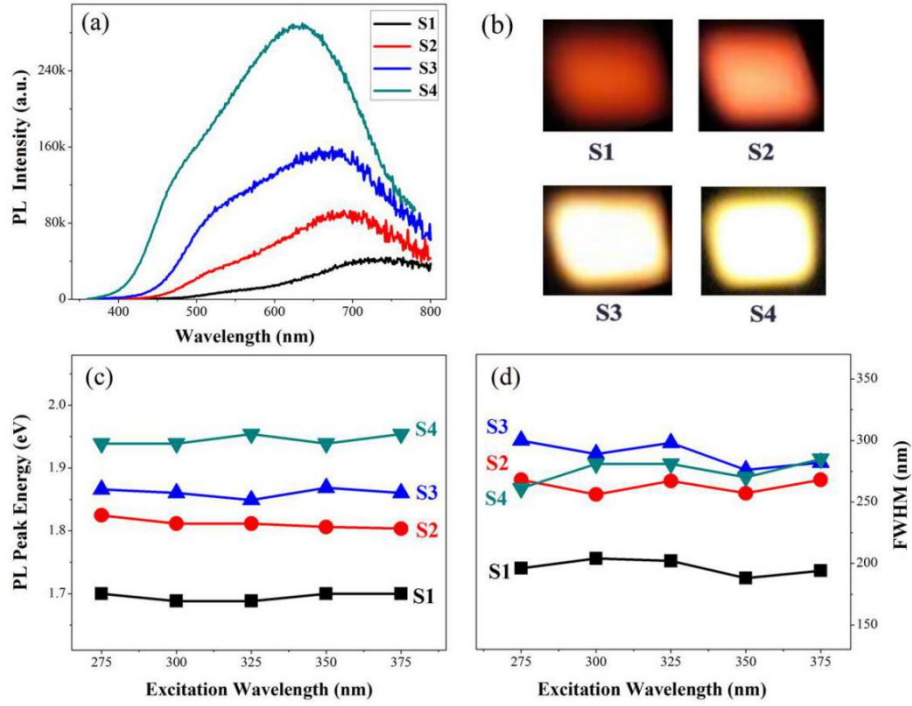 (a)
S1
S2
S3
S4
PL Intensity (a.u.)
240k
160k
80k
0
400 500 600 700 800
Wavelength (nm)
(b)
S1 S2
S3 S4
(c)
PL Peak Energy (eV)
2.0
1.9
1.8
1.7
S4
S3
S2
S1
275 300 325 350 375
Excitation Wavelength (nm)
(d)
S3
S2
S4
S1
350
300
250
200
150
FWHM (nm)
275 300 325 350 375
Excitation Wavelength (nm)